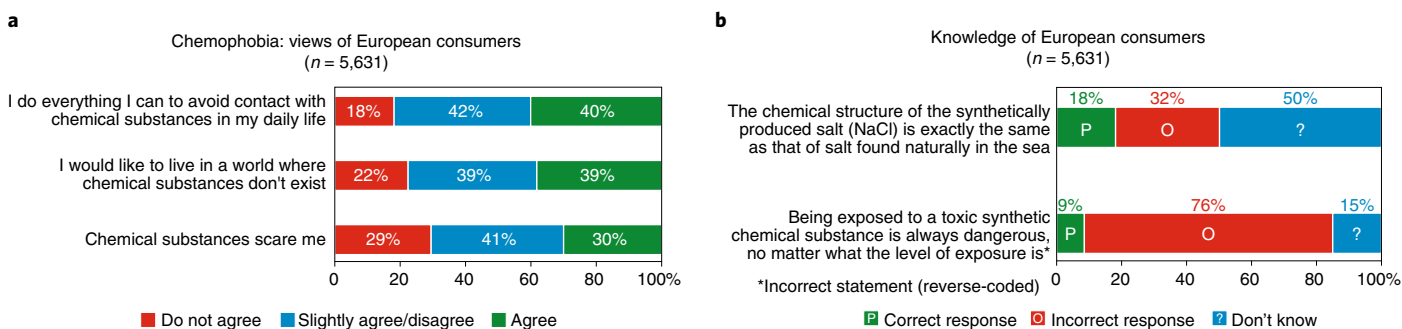 a
Chemophobia: views of European consumers
(n = 5,631)
I do everything I can to avoid contact with
chemical substances in my daily life
18% 42% 40%
I would like to live in a world where
chemical substances don't exist
22% 39% 39%
Chemical substances scare me
29% 41% 30%
0 20 40 60 80 100%
Do not agree Slightly agree/disagree Agree
b
Knowledge of European consumers
(n = 5,631)
18% 32% 50%
The chemical structure of the synthetically
produced salt (NaCl) is exactly the same
as that of salt found naturally in the sea
P O ?
9% 76% 15%
Being exposed to a toxic synthetic
chemical substance is always dangerous,
no matter what the level of exposure is*
P O ?
*Incorrect statement (reverse-coded)
0 20 40 60 80 100%
P Correct response O Incorrect response ? Don't know